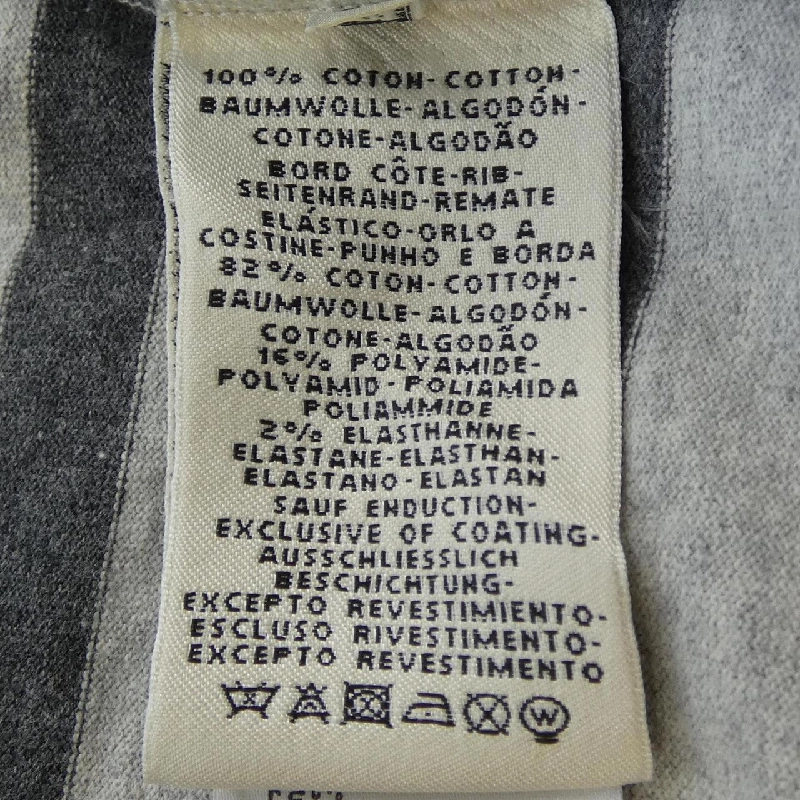 100% COTON-COTTON-
BAUMWOLLE-ALGODÓN-
COTONE-ALGODÃO
BORD CÔTE-RIB-
SEITENRAND-REMATE
ELÁSTICO-ORLO A
COSTINE-PUNHO E BORDA
82% COTON-COTTON-
BAUMWOLLE-ALGODÓN-
COTONE-ALGODÃO
16% POLYAMIDE-
POLYAMID-POLIAMIDA
POLIAMMIDE
2% ELASTHANNE-
ELASTANE-ELASTHAN-
ELASTANO-ELASTAN
SAUF ENDUCTION-
EXCLUSIVE OF COATING-
AUSSCHLIESSLICH
BESCHICHTUNG-
EXCEPTO REVESTIMIENTO-
ESCLUSO RIVESTIMENTO-
EXCEPTO REVESTIMENTO
W